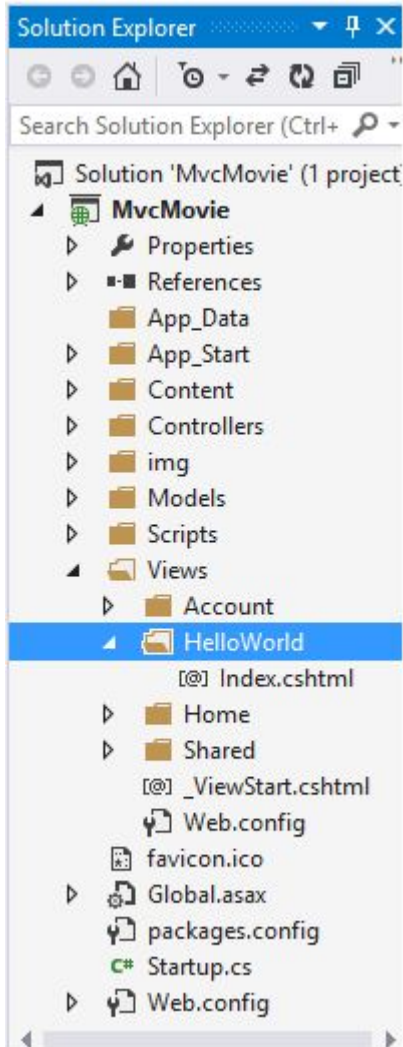 Solution Explorer
Search Solution Explorer (Ctrl+
Solution 'MvcMovie' (1 project
MvcMovie
Properties
References
App_Data
App_Start
Content
Controllers
img
Models
Scripts
Views
Account
HelloWorld
[@] Index.cshtml
Home
Shared
[@] _ViewStart.cshtml
Web.config
favicon.ico
Global.asax
packages.config
C# Startup.cs
Web.config